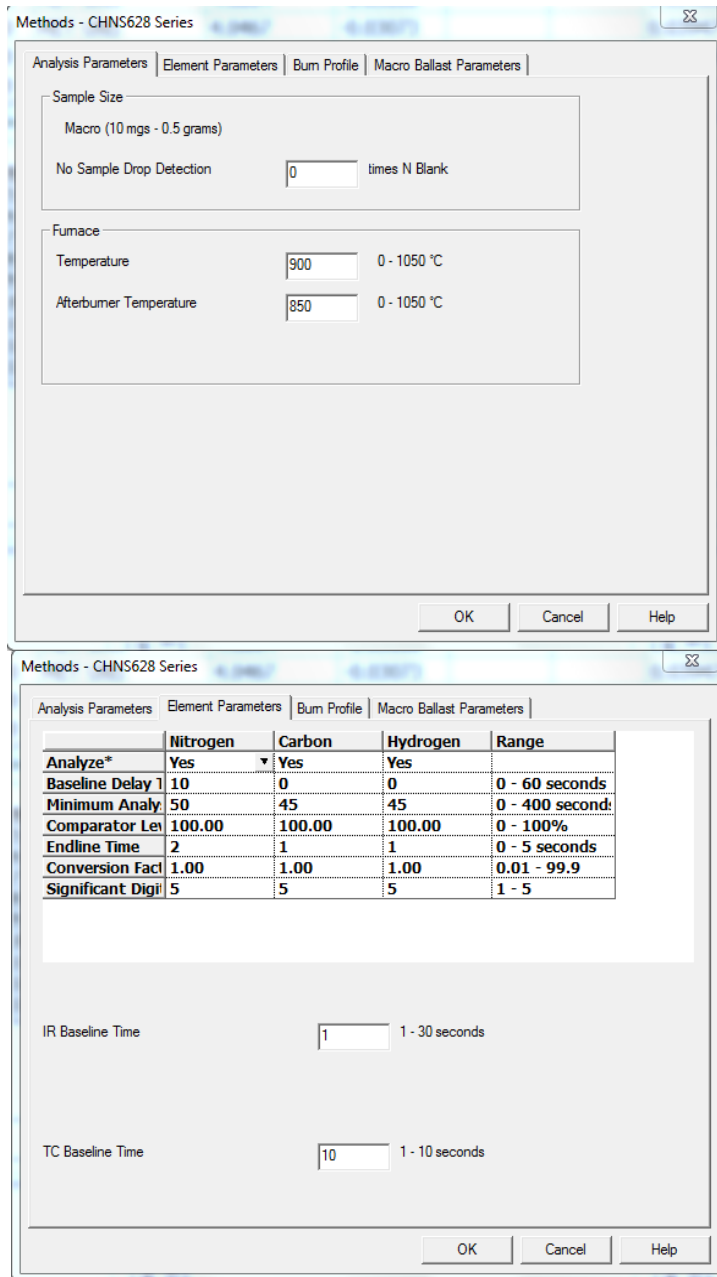 Methods - CHNS628 Series
Analysis Parameters Element Parameters Burn Profile Macro Ballast Parameters
Sample Size
Macro (10 mgs - 0.5 grams)
No Sample Drop Detection 0 times N Blank
Furnace
Temperature 900 0 - 1050 °C
Afterburner Temperature 850 0 - 1050 °C
OK Cancel Help
Methods - CHNS628 Series
Analysis Parameters Element Parameters Burn Profile Macro Ballast Parameters
Nitrogen Carbon Hydrogen Range
Analyze* Yes Yes Yes
Baseline Delay T 10 0 0 0 - 60 seconds
Minimum Analy 50 45 45 0 - 400 second
Comparator Lev 100.00 100.00 100.00 0 - 100%
Endline Time 2 1 1 0 - 5 seconds
Conversion Fact 1.00 1.00 1.00 0.01 - 99.9
Significant Digit 5 5 5 1 - 5
IR Baseline Time 1 1 - 30 seconds
TC Baseline Time 10 1 - 10 seconds
OK Cancel Help